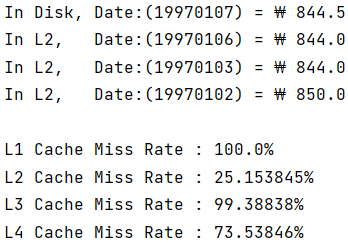 In Disk, Date:(19970107) = ₩ 844.5
In L2,   Date:(19970106) = ₩ 844.0
In L2,   Date:(19970103) = ₩ 844.0
In L2,   Date:(19970102) = ₩ 850.0

L1 Cache Miss Rate : 100.0%
L2 Cache Miss Rate : 25.153845%
L3 Cache Miss Rate : 99.38838%
L4 Cache Miss Rate : 73.53846%